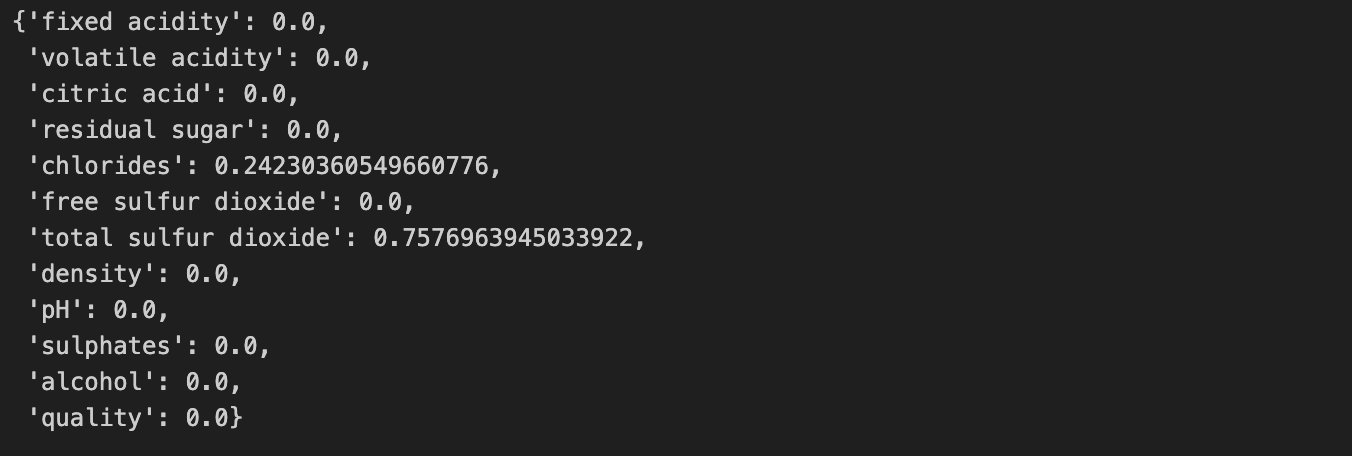 {'fixed acidity': 0.0,
'volatile acidity': 0.0,
'citric acid': 0.0,
'residual sugar': 0.0,
'chlorides': 0.24230360549660776,
'free sulfur dioxide': 0.0,
'total sulfur dioxide': 0.7576963945033922,
'density': 0.0,
'pH': 0.0,
'sulphates': 0.0,
'alcohol': 0.0,
'quality': 0.0}